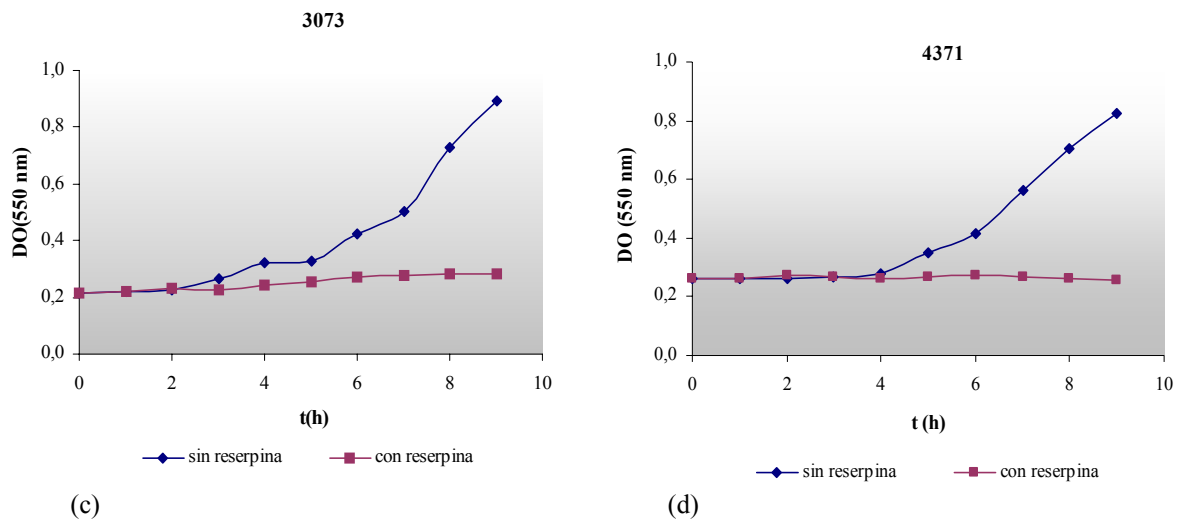 3073
1,0
0,8
0,6
0,4
0,2
0,0
0 2 4 6 8 10
DO(550 nm)
t(h)
sin reserpina con reserpina
(c)
4371
1,0
0,8
0,6
0,4
0,2
0,0
0 2 4 6 8 10
DO (550 nm)
t (h)
sin reserpina con reserpina
(d)